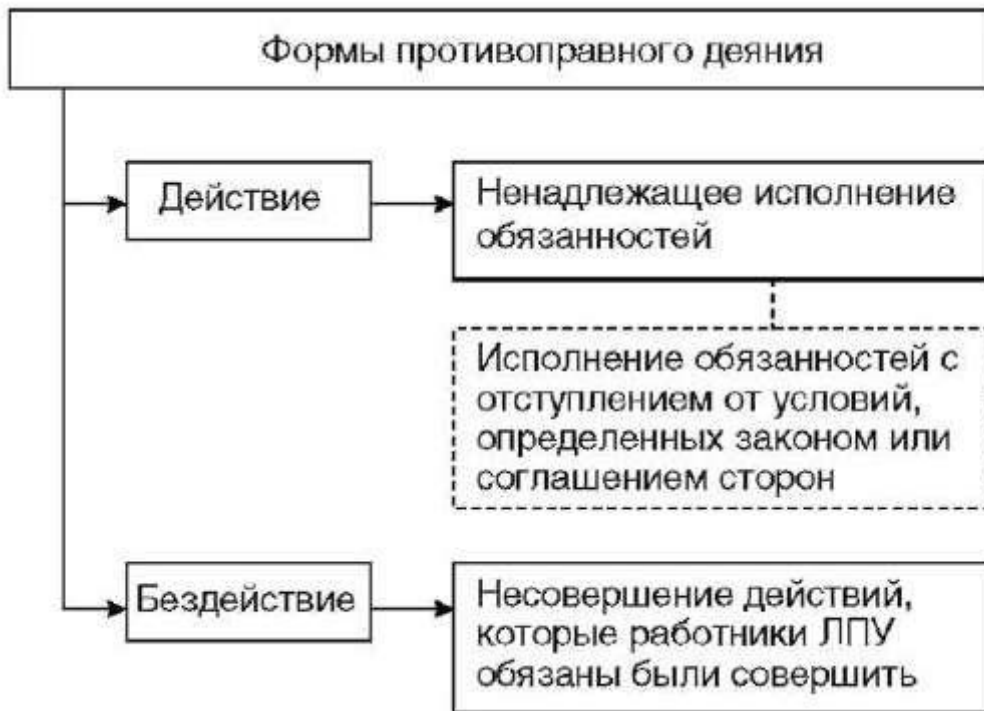 Формы противоправного деяния
Действие
Ненадлежащее исполнение
обязанностей
Исполнение обязанностей с
отступлением от условий,
определенных законом или
соглашением сторон
Бездействие
Несовершение действий,
которые работники ЛПУ
обязаны были совершить